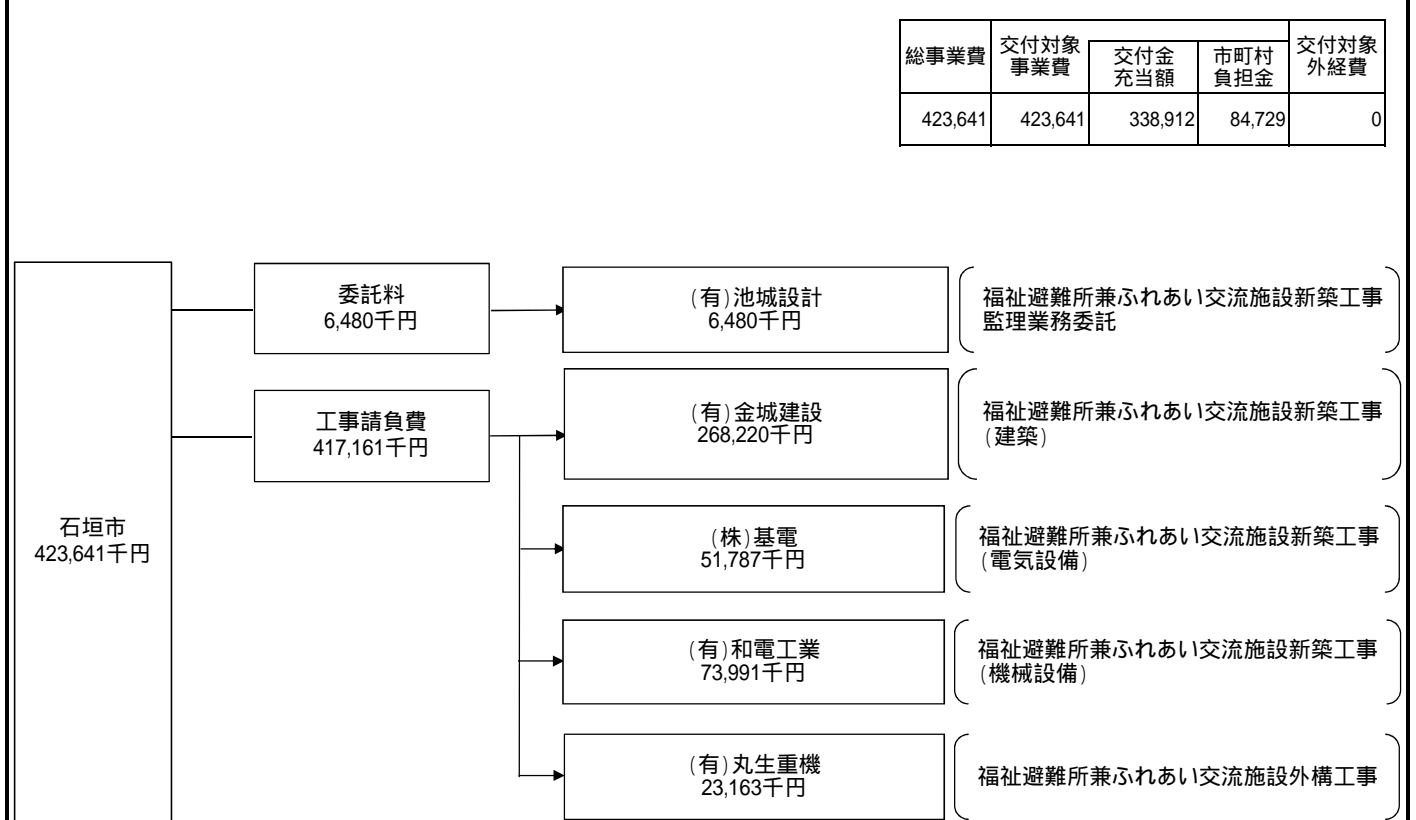 総事業費 交付対象事業費 交付金充当額 市町村負担金 交付対象外経費
423,641 423,641 338,912 84,729 0
石垣市
423,641千円
委託料
6,480千円
(有)池城設計
6,480千円
福祉避難所兼ふれあい交流施設新築工事
監理業務委託
工事請負費
417,161千円
(有)金城建設
268,220千円
福祉避難所兼ふれあい交流施設新築工事
(建築)
(株)基電
51,787千円
福祉避難所兼ふれあい交流施設新築工事
(電気設備)
(有)和電工業
73,991千円
福祉避難所兼ふれあい交流施設新築工事
(機械設備)
(有)丸生重機
23,163千円
福祉避難所兼ふれあい交流施設外構工事